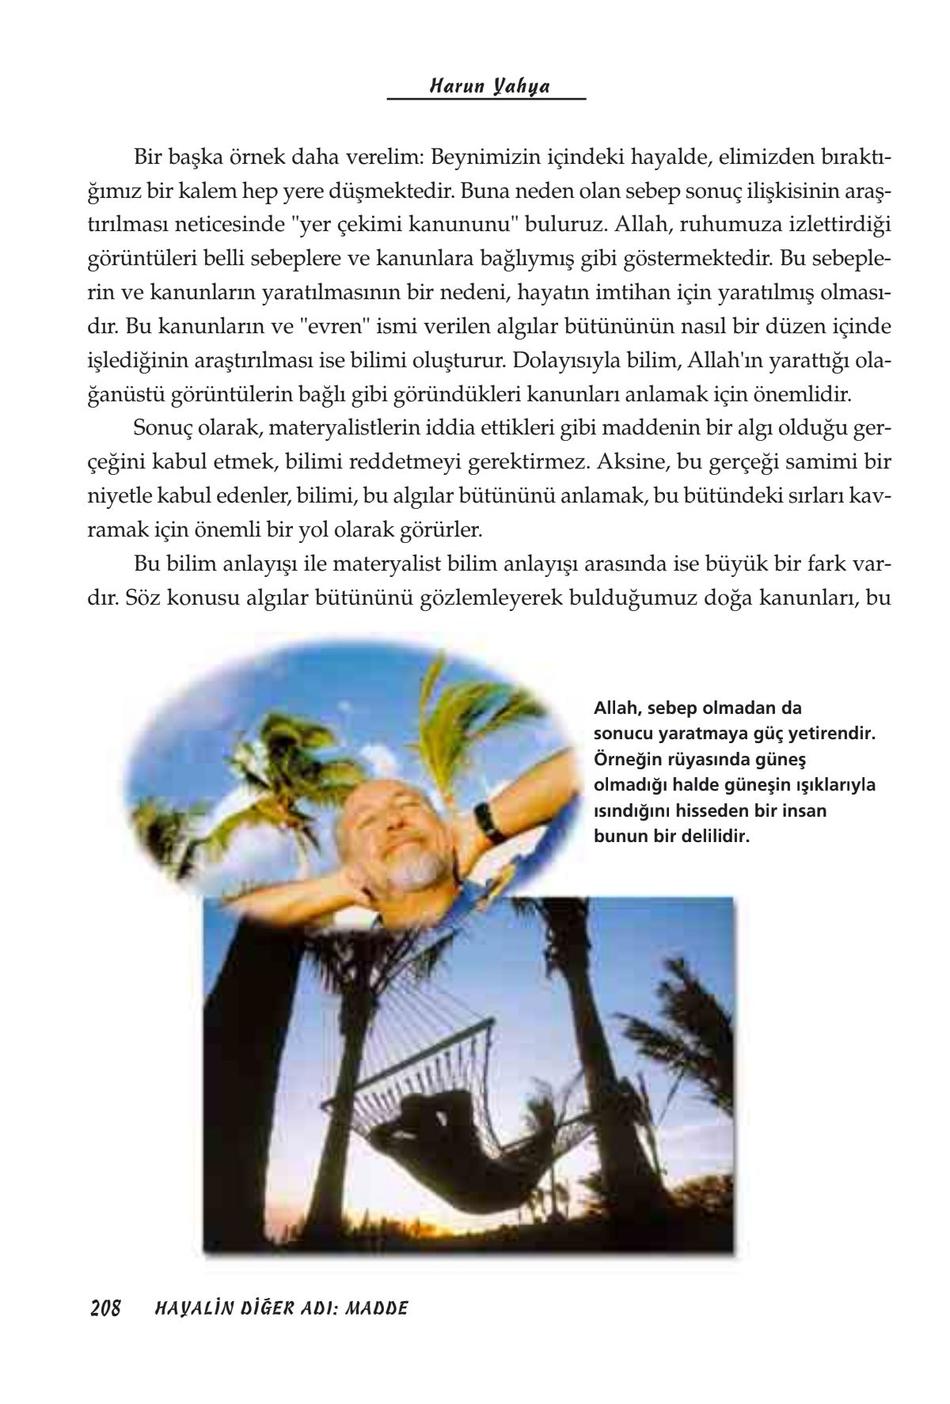 Harun Yahya
Bir başka örnek daha verelim: Beynimizin içindeki hayalde, elimizden bıraktı-
ğımız bir kalem hep yere düşmektedir. Buna neden olan sebep sonuç ilişkisinin araş-
tırılması neticesinde "yer çekimi kanununu" buluruz. Allah, ruhumuza izlettirdiği
görüntüleri belli sebeplere ve kanunlara bağlıymış gibi göstermektedir. Bu sebeple-
rin ve kanunların yaratılmasının bir nedeni, hayatın imtihan için yaratılmış olması-
dır. Bu kanunların ve "evren" ismi verilen algılar bütününün nasıl bir düzen içinde
işlediğinin araştırılması ise bilimi oluşturur. Dolayısıyla bilim, Allah'ın yarattığı ola-
ğanüstü görüntülerin bağlı gibi göründükleri kanunları anlamak için önemlidir.
Sonuç olarak, materyalistlerin iddia ettikleri gibi maddenin bir algı olduğu ger-
çeğini kabul etmek, bilimi reddetmeyi gerektirmez. Aksine, bu gerçeği samimi bir
niyetle kabul edenler, bilimi, bu algılar bütününü anlamak, bu bütündeki sırları kav-
ramak için önemli bir yol olarak görürler.
Bu bilim anlayışı ile materyalist bilim anlayışı arasında ise büyük bir fark var-
dır. Söz konusu algılar bütününü gözlemleyerek bulduğumuz doğa kanunları, bu
Allah, sebep olmadan da
sonucu yaratmaya güç yetirendir.
Örneğin rüyasında güneş
olmadığı halde güneşin ışıklarıyla
ısındığını hisseden bir insan
bunun bir delilidir.
208 HAYALİN DİĞER ADI: MADDE